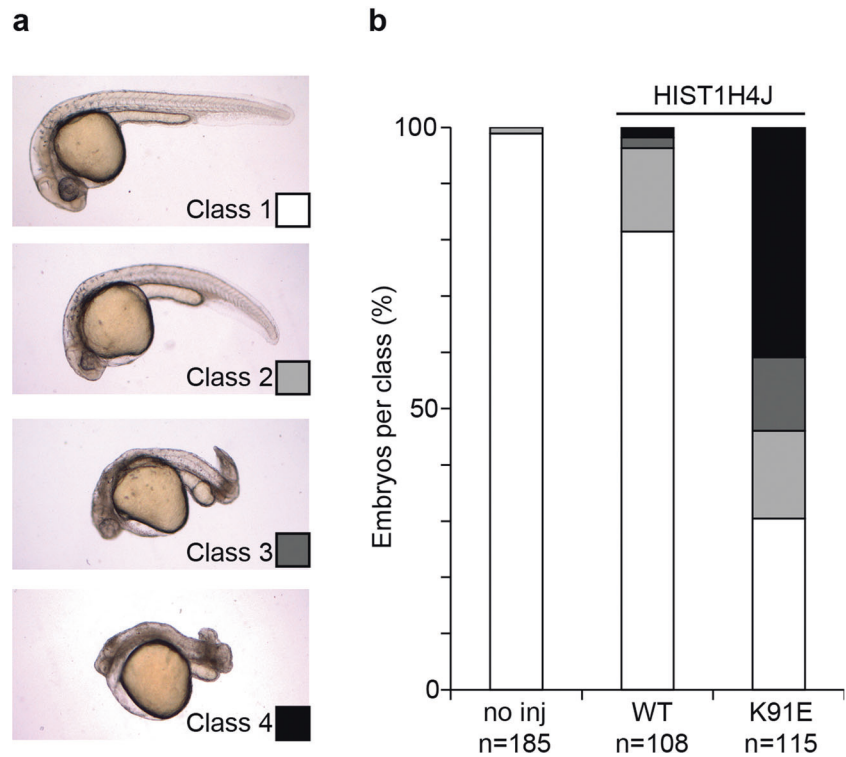 a
Class 1
Class 2
Class 3
Class 4
b
HIST1H4J
Embryos per class (%)
100
50
0
no inj
n=185
WT
n=108
K91E
n=115